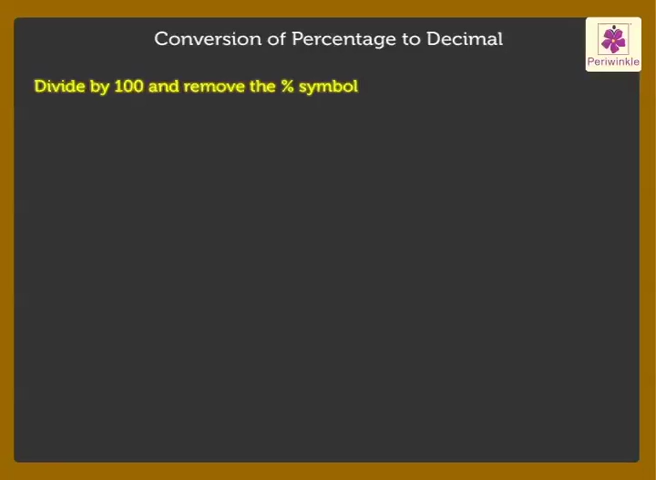 Conversion of Percentage to Decimal
Periwinkle
Divide by 100 and remove the % symbol